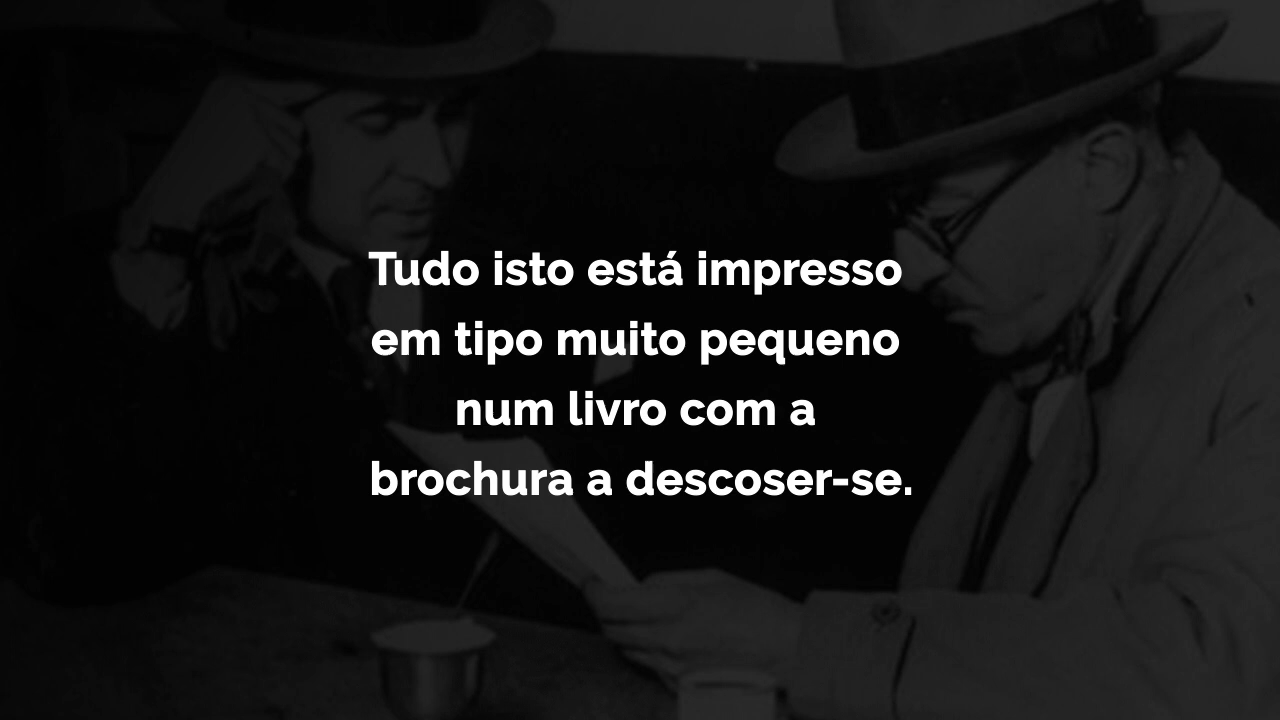 Tudo isto está impresso
em tipo muito pequeno
num livro com a
brochura a descoser-se.